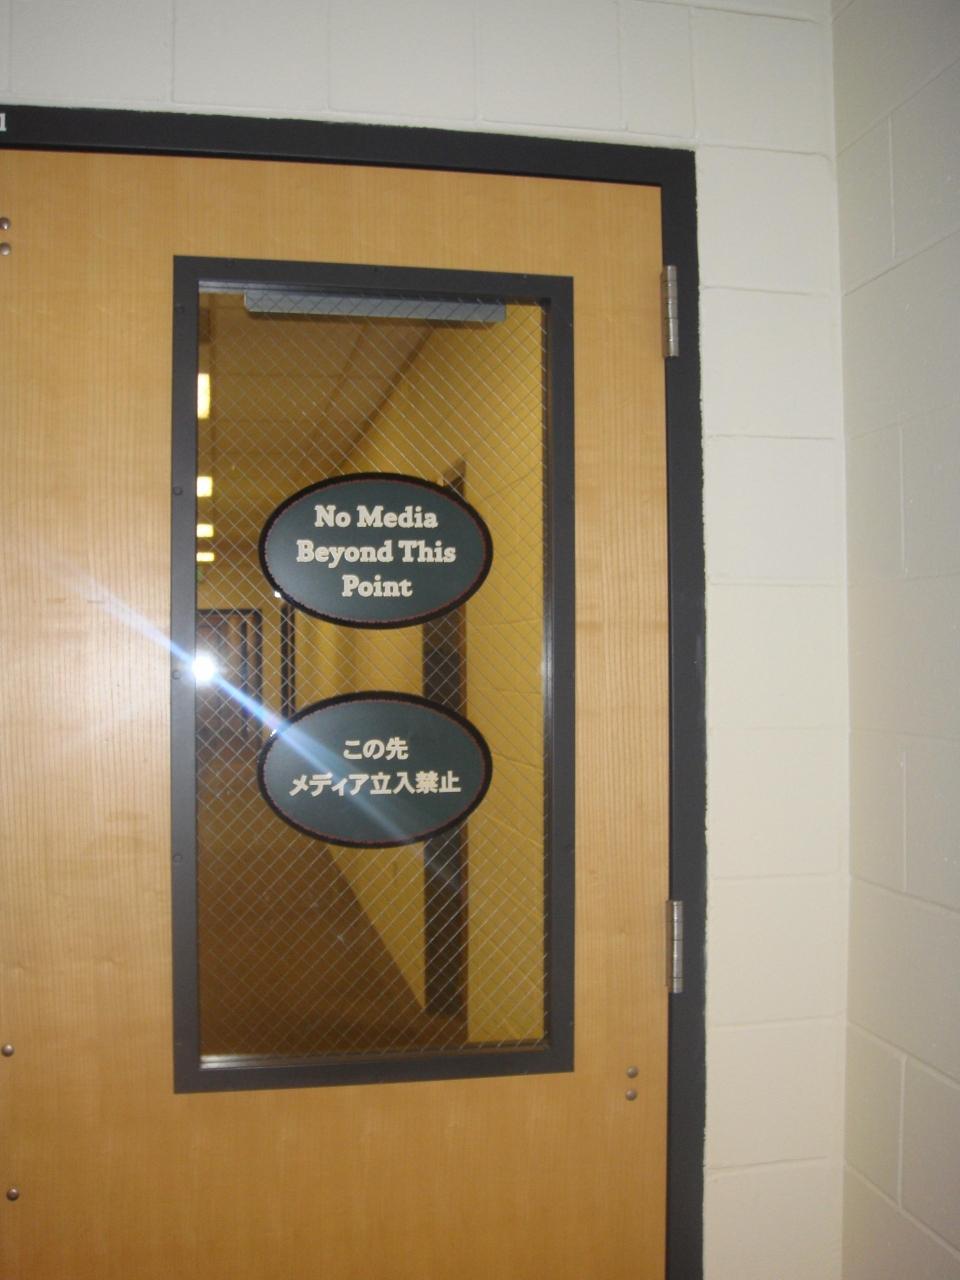 No Media
Beyond This
Point
この先
メディア立入禁止